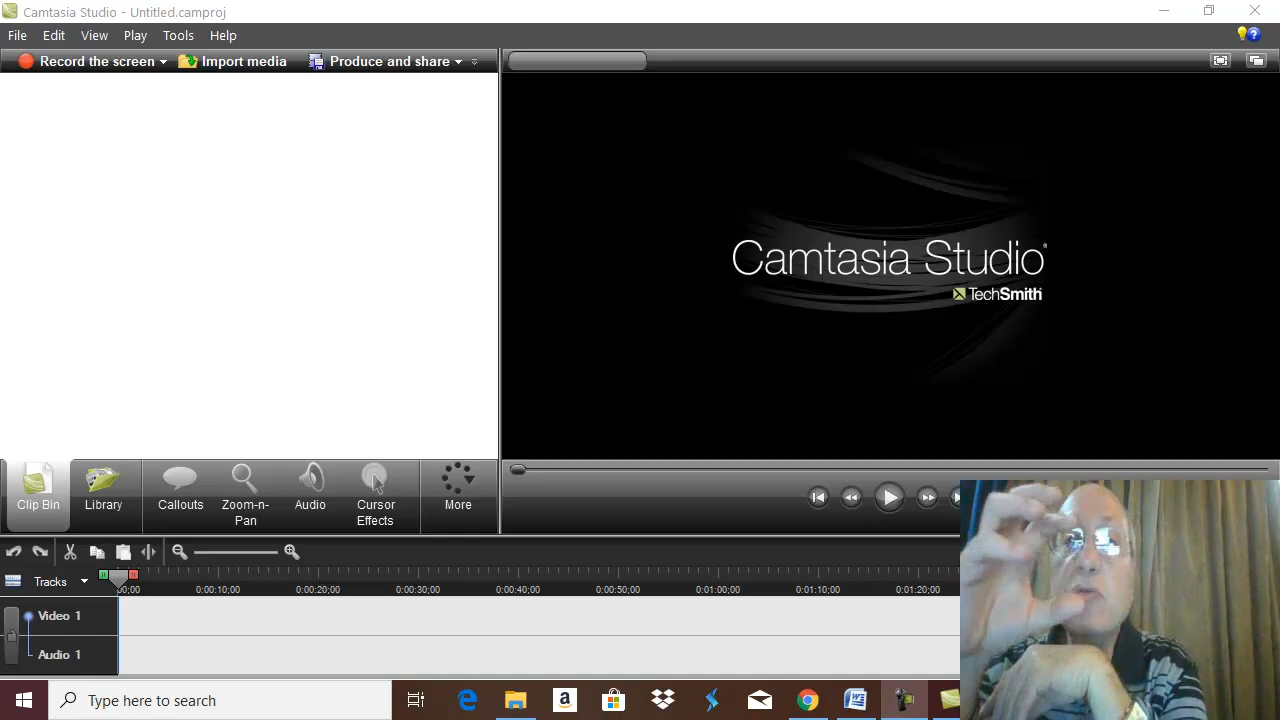 Camtasia Studio - Untitled.camproj
File Edit View Play Tools Help
Record the screen Import media Produce and share
Camtasia Studio®
TechSmith
Clip Bin Library Callouts Zoom-n-Pan Audio Cursor Effects More
Tracks 00;00 0:00:10;00 0:00:20;00 0:00:30;00 0:00:40;00 0:00:50;00 0:01:00;00 0:01:10;00 0:01:20;00
Video 1
Audio 1
Type here to search